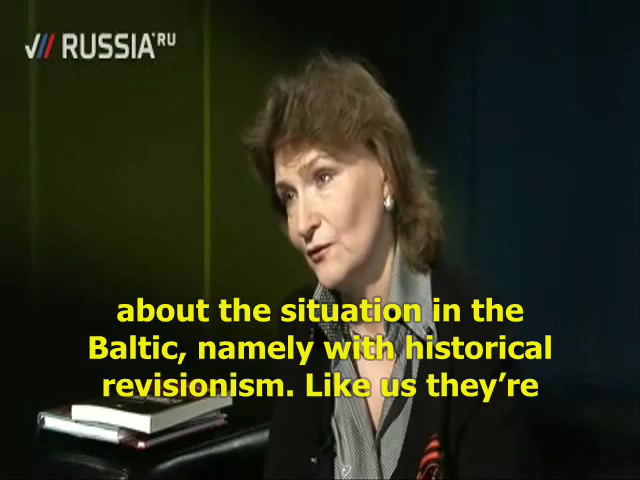 RUSSIA.RU
about the situation in the
Baltic, namely with historical
revisionism. Like us they’re